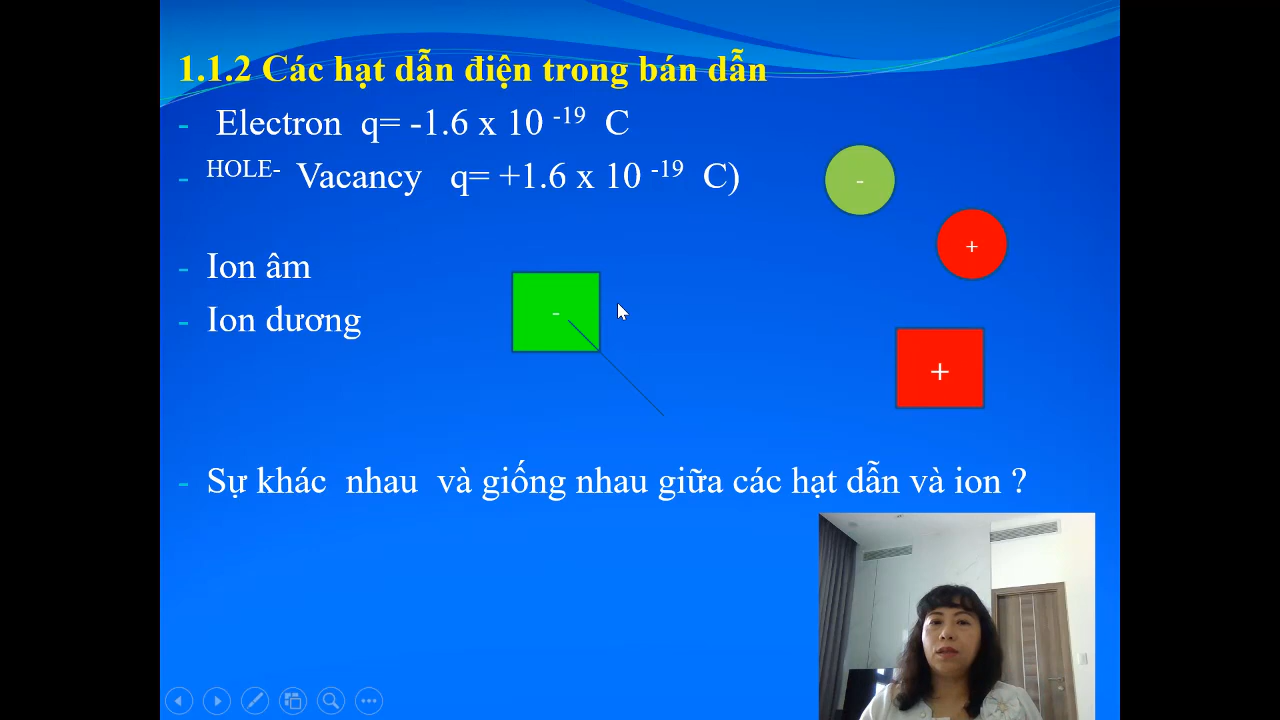 1.1.2 Các hạt dẫn điện trong bán dẫn
- Electron q= -1.6 x 10 -19 C
- HOLE- Vacancy q= +1.6 x 10 -19 C)
-
+
- Ion âm
- Ion dương
-
+
- Sự khác nhau và giống nhau giữa các hạt dẫn và ion ?